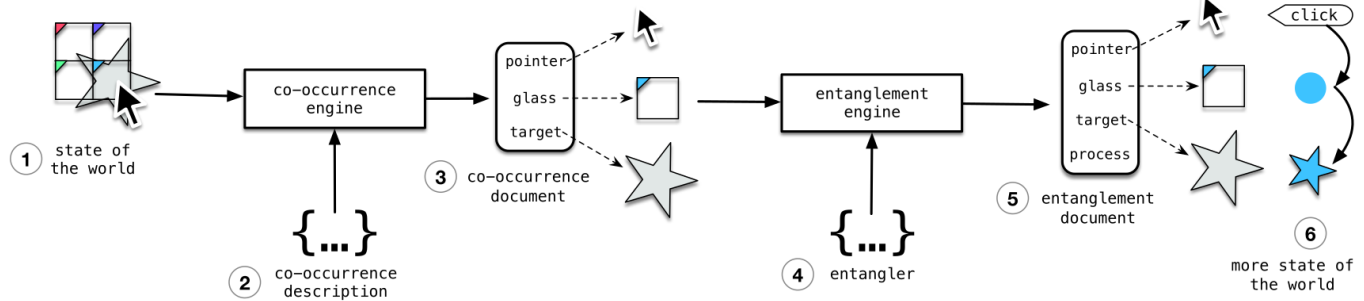 click
pointer
glass
target
pointer
glass
target
process
co-occurrence
engine
entanglement
engine
1
state of
the world
3
co-occurrence
document
5
entanglement
document
{...}
{...}
2
co-occurrence
description
4
entangler
6
more state of
the world